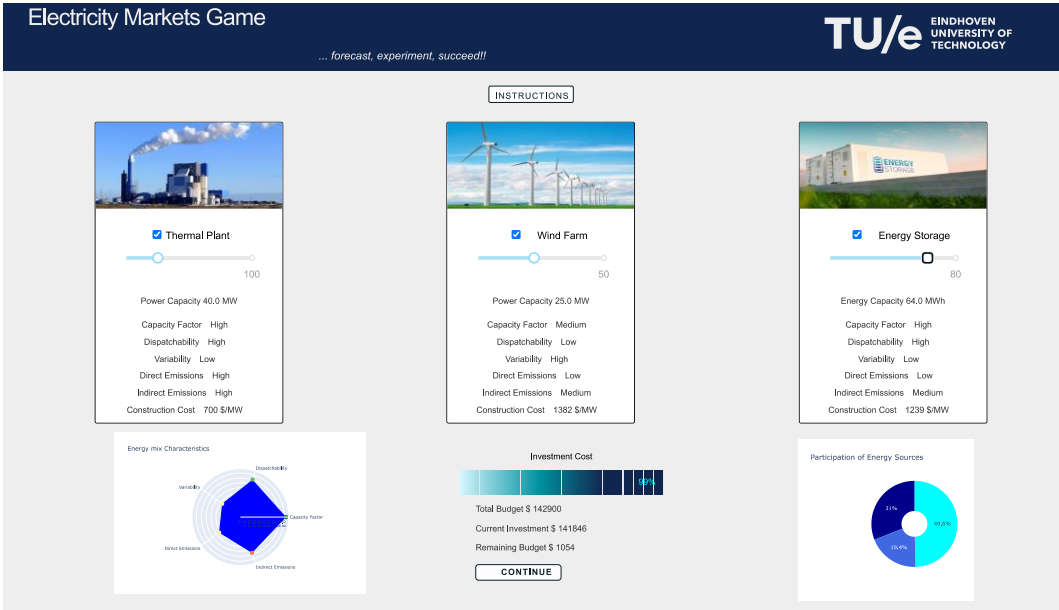 Electricity Markets Game
... forecast, experiment, succeed!!
TU/e EINDHOVEN
UNIVERSITY OF
TECHNOLOGY
INSTRUCTIONS
Thermal Plant
100
Power Capacity 40.0 MW
Capacity Factor High
Dispatchability High
Variability Low
Direct Emissions High
Indirect Emissions High
Construction Cost 700 $/MW
Wind Farm
50
Power Capacity 25.0 MW
Capacity Factor Medium
Dispatchability Low
Variability High
Direct Emissions Low
Indirect Emissions Medium
Construction Cost 1382 $/MW
ENERGY
STORAGE
Energy Storage
80
Energy Capacity 64.0 MWh
Capacity Factor High
Dispatchability High
Variability Low
Direct Emissions Low
Indirect Emissions Medium
Construction Cost 1239 $/MW
Energy mix Characteristics
Dispatchability
Variability
Capacity Factor
Direct Emissions
Indirect Emissions
Investment Cost
99%
Total Budget $ 142900
Current Investment $ 141846
Remaining Budget $ 1054
CONTINUE
Participation of Energy Sources
31%
49.6%
19.4%